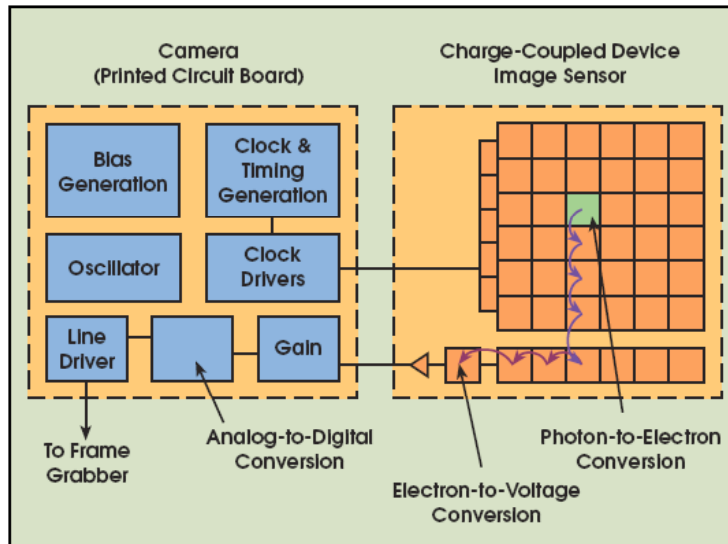 Camera
(Printed Circuit Board)
Charge-Coupled Device
Image Sensor
Bias
Generation
Clock &
Timing
Generation
Oscillator
Clock
Drivers
Line
Driver
Gain
To Frame
Grabber
Analog-to-Digital
Conversion
Electron-to-Voltage
Conversion
Photon-to-Electron
Conversion